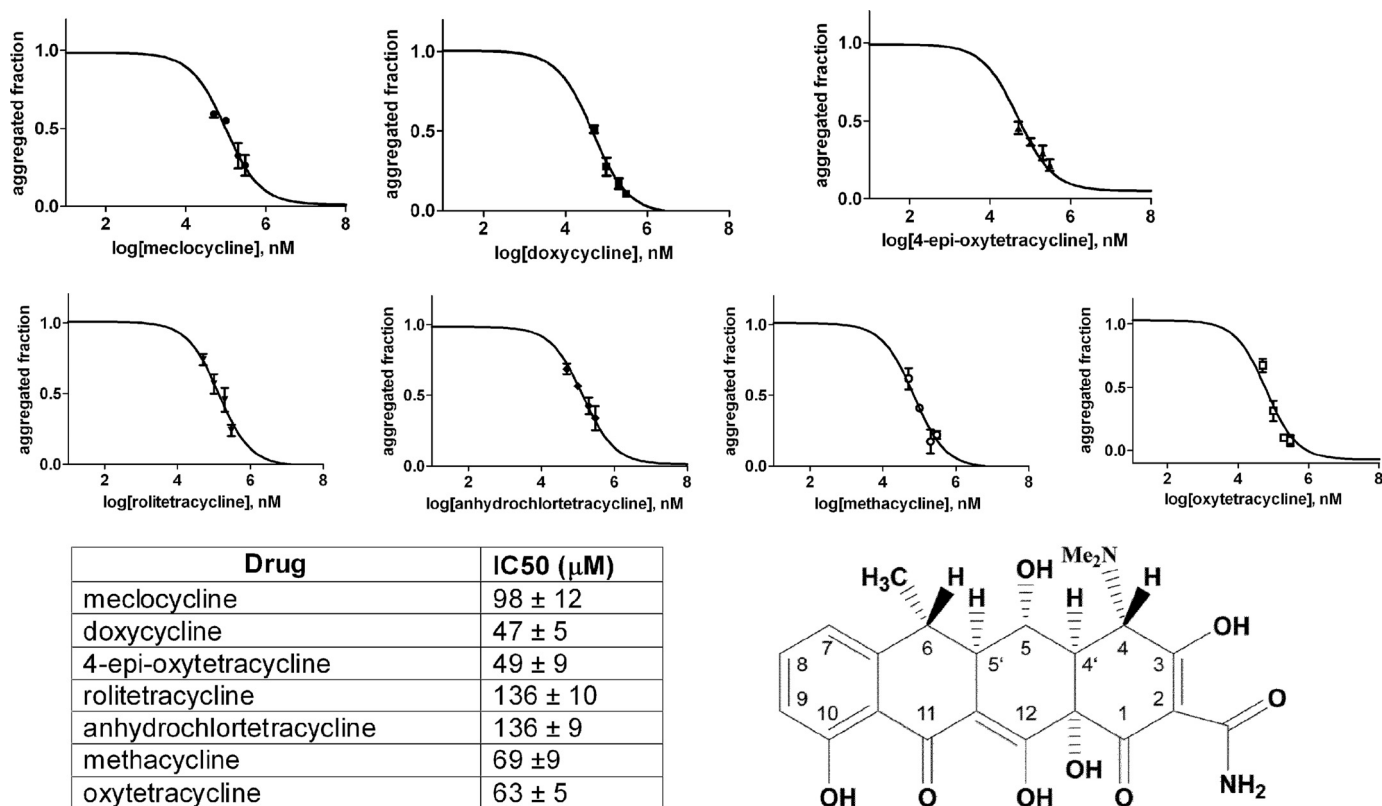 aggregated fraction
1.0
0.5
0.0
2 4 6 8
log[meclocycline], nM
aggregated fraction
1.0
0.5
0.0
2 4 6 8
log[doxycycline], nM
aggregated fraction
1.0
0.5
0.0
2 4 6 8
log[4-epi-oxytetracycline], nM
aggregated fraction
1.0
0.5
0.0
2 4 6 8
log[rolitetracycline], nM
aggregated fraction
1.0
0.5
0.0
2 4 6 8
log[anhydrochlortetracycline], nM
aggregated fraction
1.0
0.5
0.0
2 4 6 8
log[methacycline], nM
aggregated fraction
1.0
0.5
0.0
2 4 6 8
log[oxytetracycline], nM
Drug IC50 (μM)
meclocycline 98 ± 12
doxycycline 47 ± 5
4-epi-oxytetracycline 49 ± 9
rolitetracycline 136 ± 10
anhydrochlortetracycline 136 ± 9
methacycline 69 ±9
oxytetracycline 63 ± 5
Me2N
H3C H OH H H
H
OH
7 6 5 4 3
8 5' 4'
9 2 O
10 11 12 1
OH
OH O OH O NH2